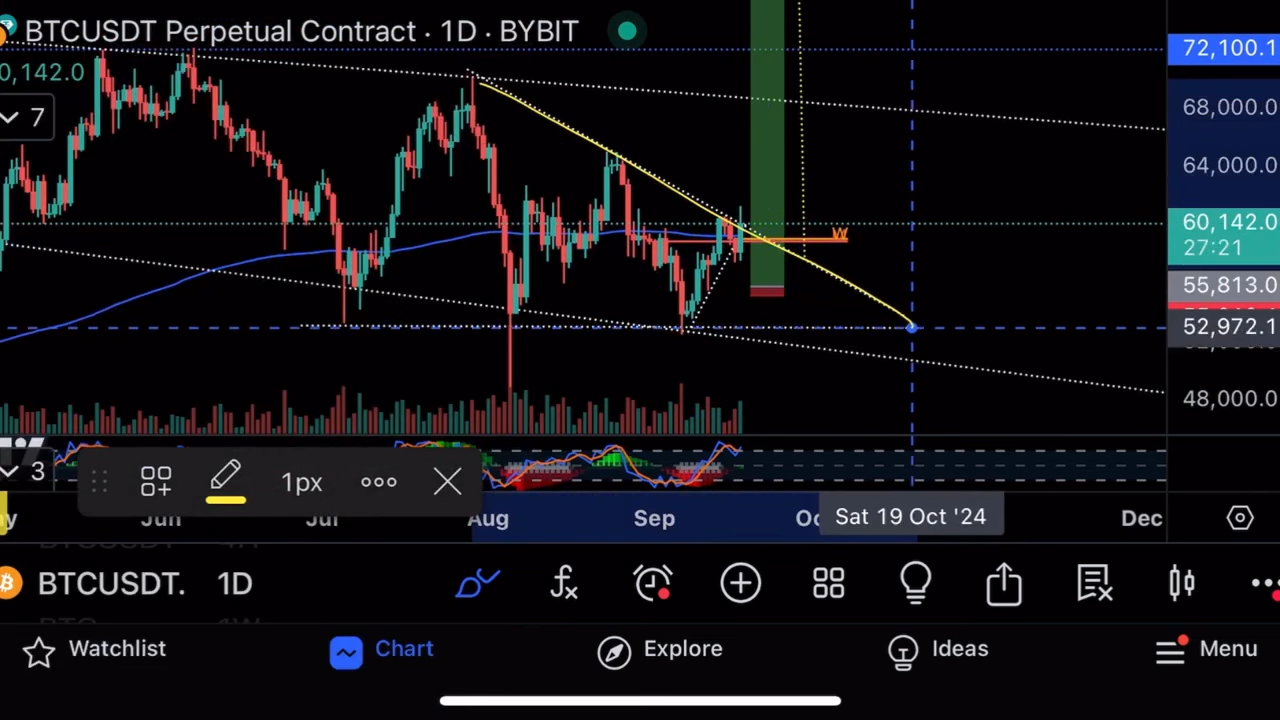 BTCUSDT Perpetual Contract · 1D · BYBIT
72,100.1
0,142.0
7
68,000.0
64,000.0
W
60,142.0
27:21
55,813.0
52,972.1
48,000.0
3
1px
Jun
Jul
Aug
Sep
Oc
Sat 19 Oct '24
Dec
BTCUSDT.
1D
Watchlist
Chart
Explore
Ideas
Menu